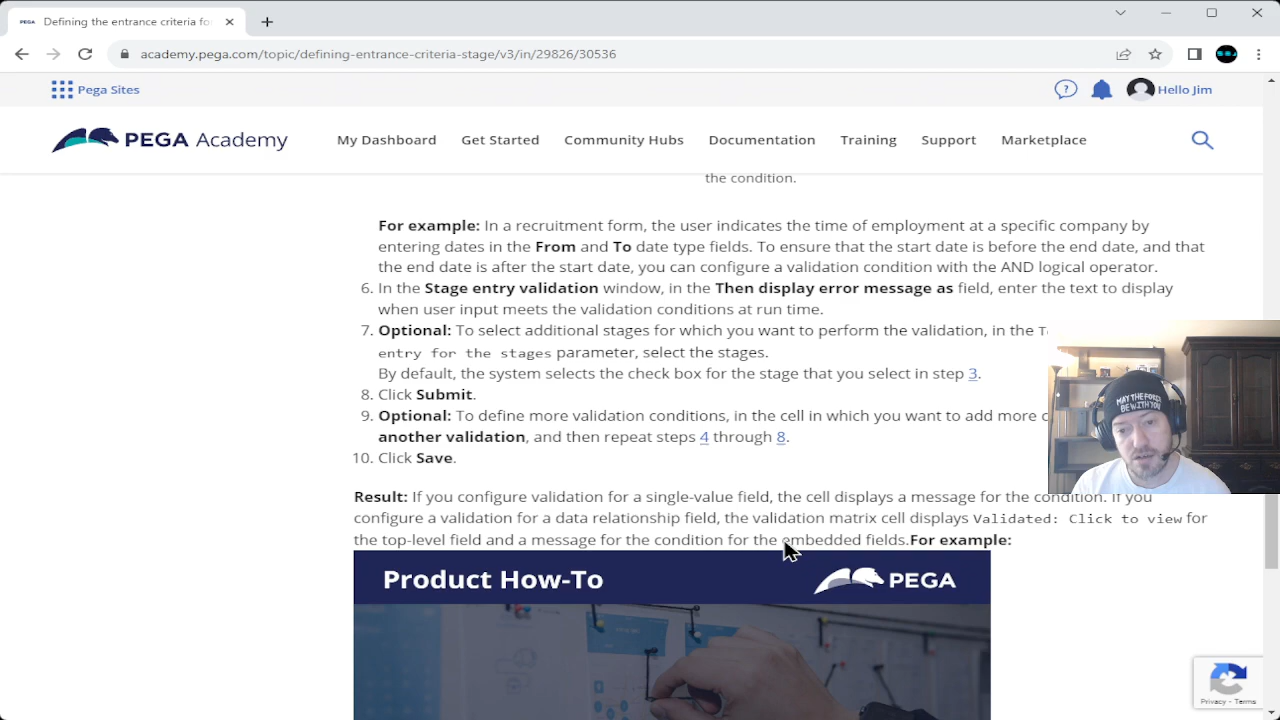 PEGA Defining the entrance criteria fo
academy.pega.com/topic/defining-entrance-criteria-stage/v3/in/29826/30536
Pega Sites
Hello Jim
PEGA Academy
My Dashboard Get Started Community Hubs Documentation Training Support Marketplace
the condition.
For example: In a recruitment form, the user indicates the time of employment at a specific company by
entering dates in the From and To date type fields. To ensure that the start date is before the end date, and that
the end date is after the start date, you can configure a validation condition with the AND logical operator.
6. In the Stage entry validation window, in the Then display error message as field, enter the text to display
when user input meets the validation conditions at run time.
7. Optional: To select additional stages for which you want to perform the validation, in the
entry for the stages parameter, select the stages.
By default, the system selects the check box for the stage that you select in step 3.
8. Click Submit.
9. Optional: To define more validation conditions, in the cell in which you want to add more
another validation, and then repeat steps 4 through 8.
10. Click Save.
MAY THE FORCE
BE WITH YOU
Result: If you configure validation for a single-value field, the cell displays a message for the condition. If you
configure a validation for a data relationship field, the validation matrix cell displays Validated: Click to view for
the top-level field and a message for the condition for the embedded fields.For example:
Product How-To
PEGA
Privacy - Terms